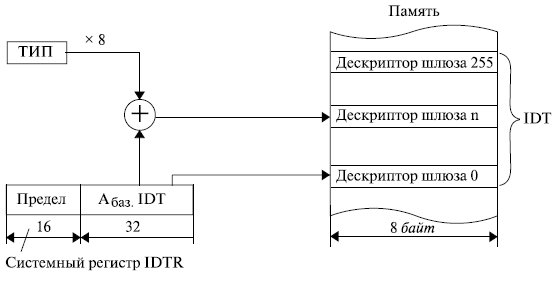 Память
× 8
ТИП
Дескриптор шлюза 255
+
Дескриптор шлюза n
IDT
Дескриптор шлюза 0
Предел
Aбаз. IDT
16
32
8 байт
Системный регистр IDTR